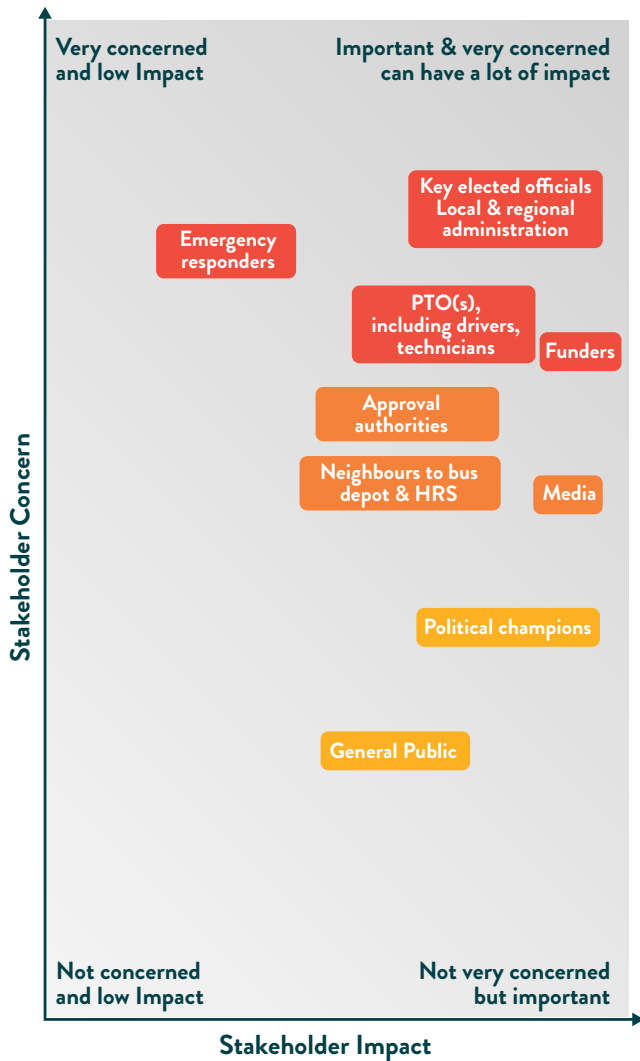 Very concerned
and low Impact
Important & very concerned
can have a lot of impact
Key elected officials
Local & regional
administration
Emergency
responders
PTO(s),
including drivers,
technicians
Funders
Approval
authorities
Neighbours to bus
depot & HRS
Media
Political champions
General Public
Stakeholder Concern
Not concerned
and low Impact
Not very concerned
but important
Stakeholder Impact